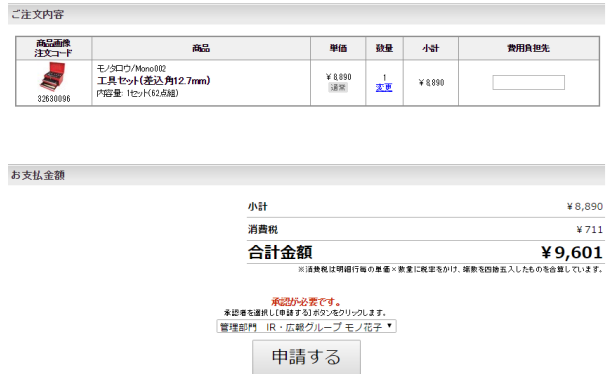 ご注文内容
商品画像
注文コード
商品
単価
数量
小計
費用負担先
モノタロウ/Mono002
工具セット(差込角12.7mm)
内容量: 1セット(62点組)
32630096
¥8,890
通常
1
変更
¥8,890
お支払金額
小計
¥8,890
消費税
¥711
合計金額
¥9,601
※消費税は明細行毎の単価×数量に税率をかけ、端数を四捨五入したものを合算しています。
承認が必要です。
承認者を選択し[申請する]ボタンをクリックします。
管理部門 IR・広報グループ モノ花子 ▼
申請する